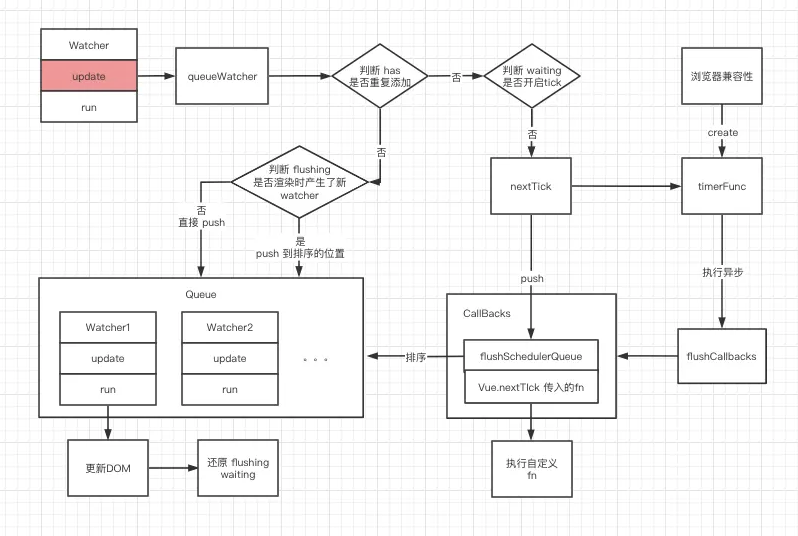 Watcher
update
run
queueWatcher
判断 has
是否重复添加
否
判断 waiting
是否开启tick
浏览器兼容性
create
否
否
判断 flushing
是否渲染时产生了新
watcher
nextTick
timerFunc
否
直接 push
是
push 到排序的位置
push
执行异步
Queue
Watcher1
update
run
Watcher2
update
run
。。。
排序
CallBacks
flushSchedulerQueue
Vue.nextTIck 传入的fn
flushCallbacks
更新DOM
还原 flushing
waiting
执行自定义
fn